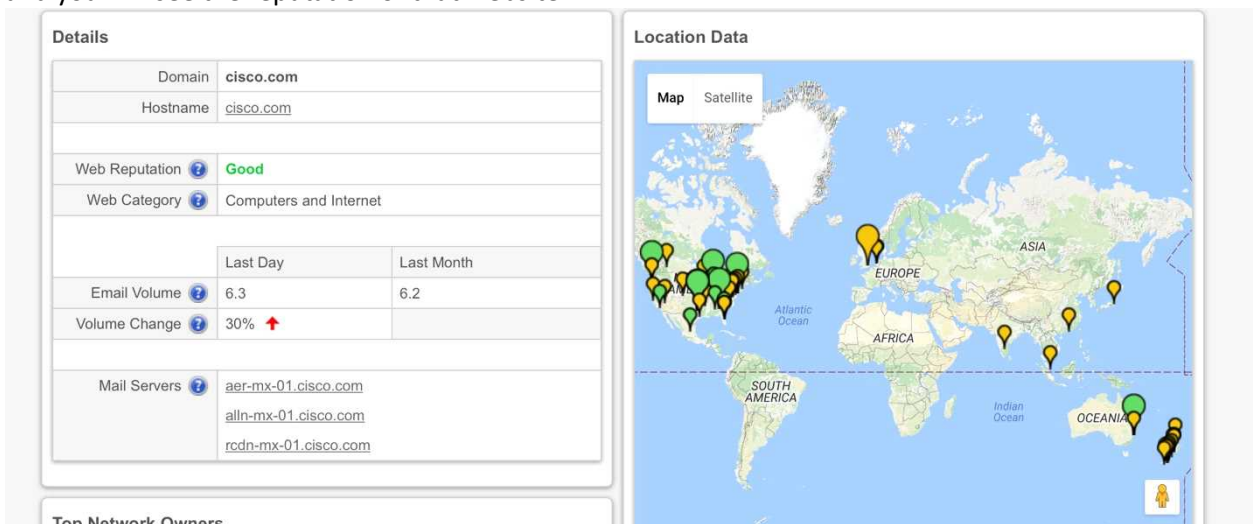 Details
Domain cisco.com
Hostname cisco.com
Web Reputation ? Good
Web Category ? Computers and Internet
Last Day Last Month
Email Volume ? 6.3 6.2
Volume Change ? 30%
Mail Servers ? aer-mx-01.cisco.com
alln-mx-01.cisco.com
rcdn-mx-01.cisco.com
Location Data
Map Satellite
ASIA
EUROPE
Atlantic
Ocean
AFRICA
SOUTH
AMERICA
Indian
Ocean
OCEANIA